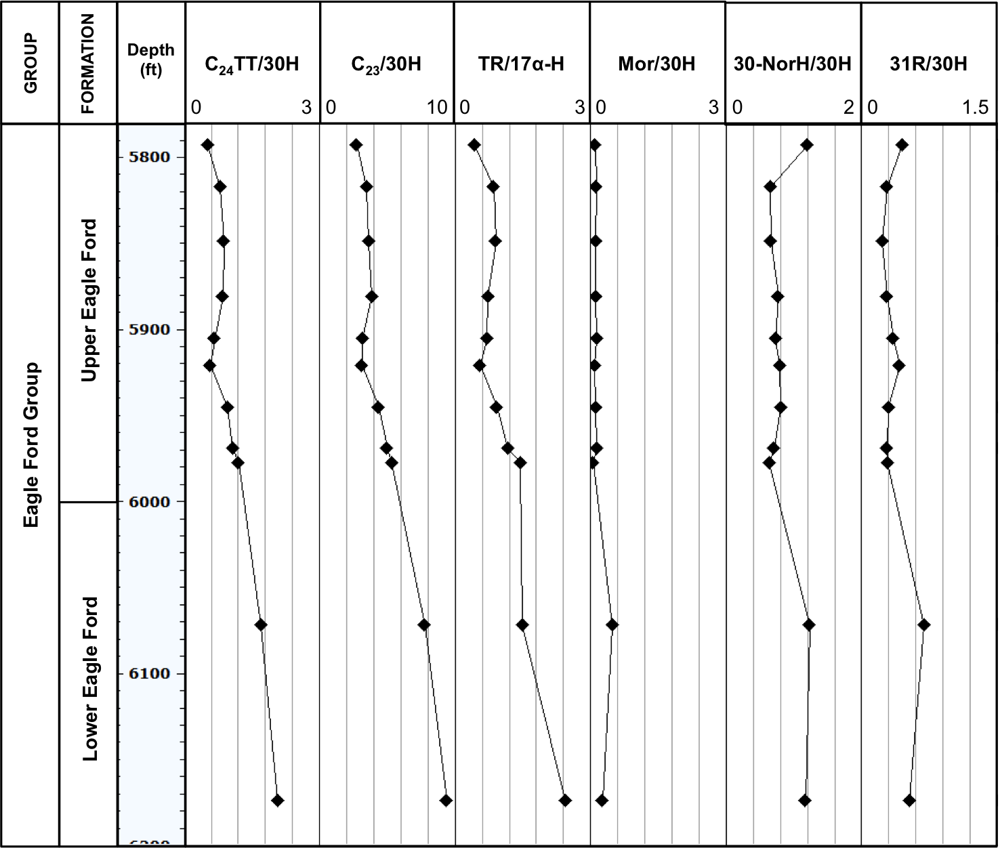 GROUP
FORMATION
Depth
(ft)
C₂₄TT/30H
C₂₃/30H
TR/17α-H
Mor/30H
30-NorH/30H
31R/30H
0 3
0 10
0 3
0 3
0 2
0 1.5
Eagle Ford Group
Upper Eagle Ford
Lower Eagle Ford
5800
5900
6000
6100